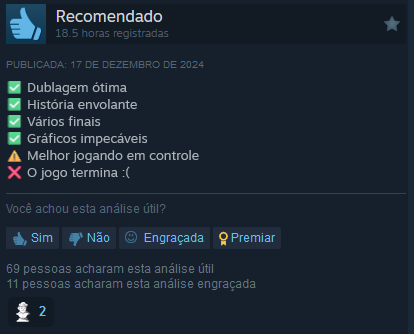 Recomendado
18.5 horas registradas
PUBLICADA: 17 DE DEZEMBRO DE 2024
✅ Dublagem ótima
✅ História envolante
✅ Vários finais
✅ Gráficos impecáveis
⚠️ Melhor jogando em controle
❌ O jogo termina :(
Você achou esta análise útil?
Sim Não Engraçada Premiar
69 pessoas acharam esta análise útil
11 pessoas acharam esta análise engraçada
2